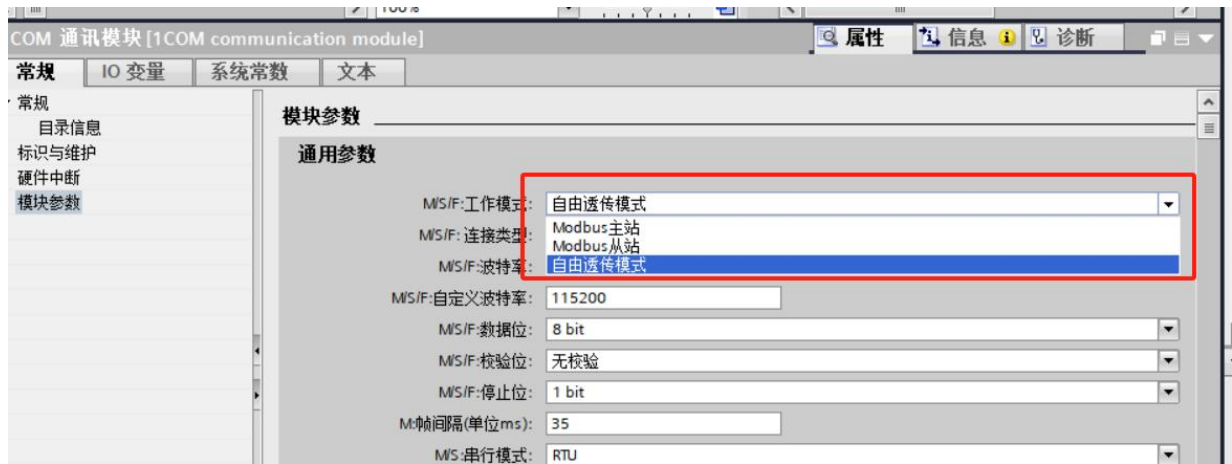 100%
COM 通讯模块 [1COM communication module]
属性 信息 诊断
常规 IO 变量 系统常数 文本
常规
目录信息
标识与维护
硬件中断
模块参数
模块参数
通用参数
M/S/F:工作模式: 自由透传模式
Modbus主站
M/S/F: 连接类型:
Modbus从站
M/S/F:波特率: 自由透传模式
M/S/F:自定义波特率: 115200
M/S/F:数据位: 8 bit
M/S/F:校验位: 无校验
M/S/F:停止位: 1 bit
M:帧间隔(单位ms): 35
M/S:串行模式: RTU